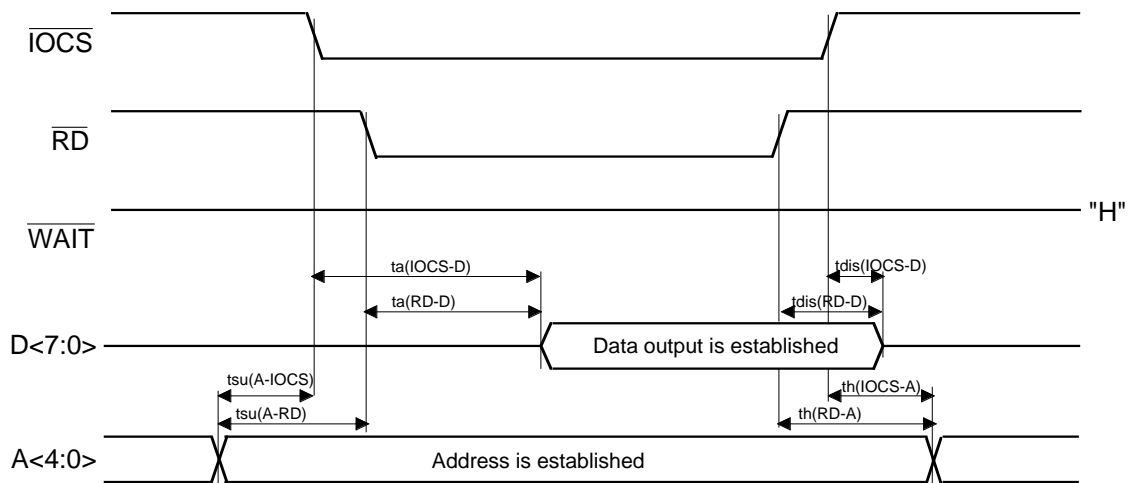 IOCS
RD
"H"
WAIT
ta(IOCS-D)
tdis(IOCS-D)
ta(RD-D)
tdis(RD-D)
D<7:0>
Data output is established
tsu(A-IOCS)
th(IOCS-A)
tsu(A-RD)
th(RD-A)
A<4:0>
Address is established